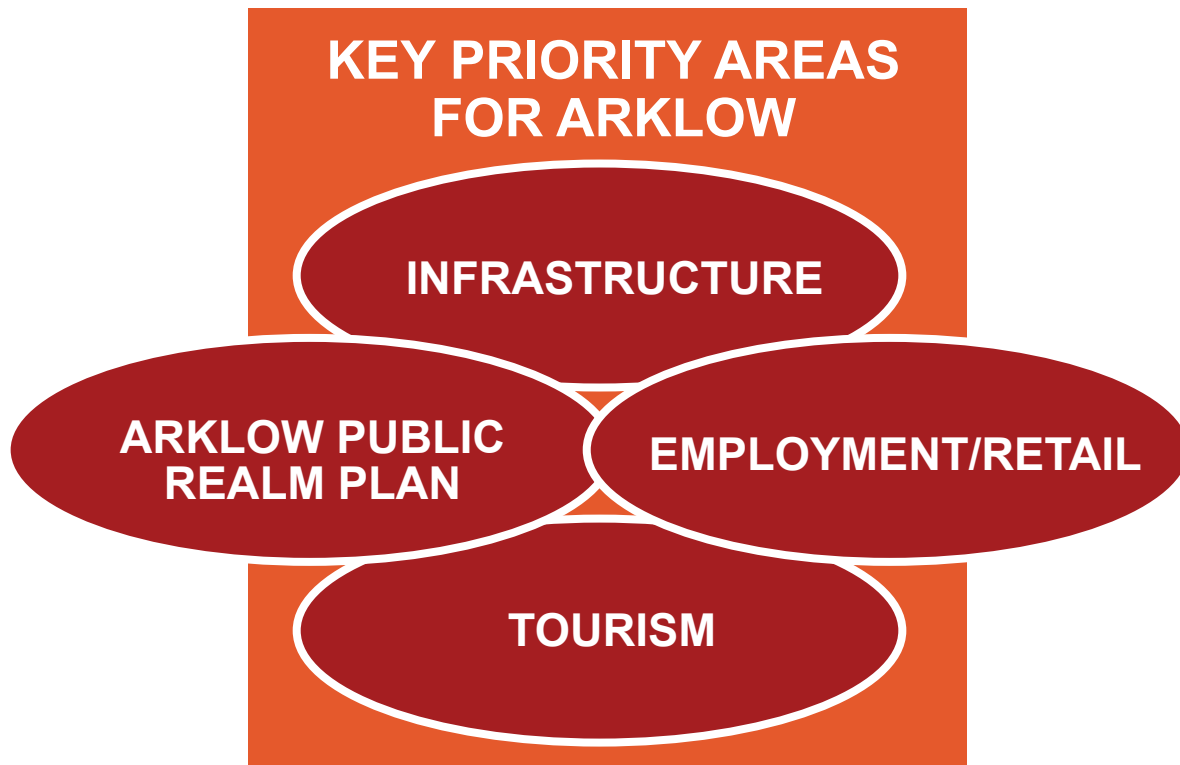 KEY PRIORITY AREAS
FOR ARKLOW
INFRASTRUCTURE
ARKLOW PUBLIC
REALM PLAN
EMPLOYMENT/RETAIL
TOURISM